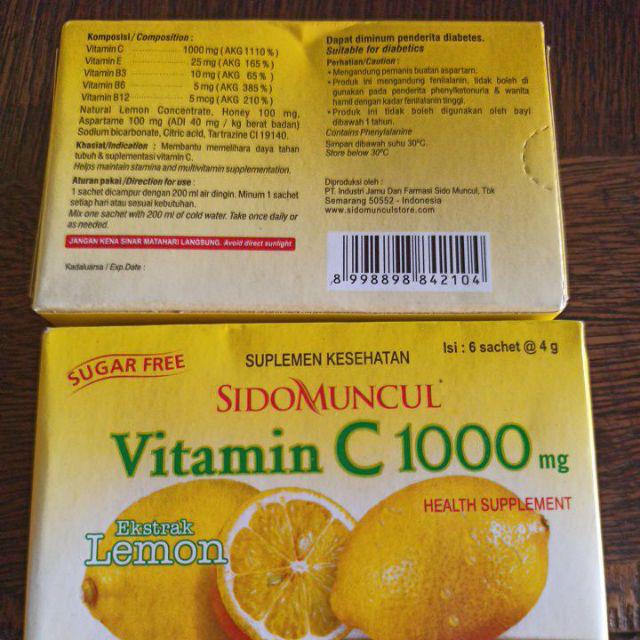 Komposisi/Composition :
Vitamin C 1000 mg ( AKG 1110 % )
Vitamin E 25 mg ( AKG 165 % )
Vitamin B3 10 mg ( AKG 65 % )
Vitamin B6 5 mg ( AKG 385 % )
Vitamin B12 5 mcg ( AKG 210 % )
Natural Lemon Concentrate, Honey 100 mg,
Aspartame 100 mg (ADI 40 mg / kg berat badan)
Sodium bicarbonate, Citric acid, Tartrazine CI 19140.
Khasiat/Indication : Membantu memelihara daya tahan
tubuh & suplementasi vitamin C.
Helps maintain stamina and multivitamin supplementation.
Aturan pakai/Direction for use :
1 sachet dicampur dengan 200 ml air dingin. Minum 1 sachet
setiap hari atau sesuai kebutuhan.
Mix one sachet with 200 ml of cold water. Take once daily or
as needed.
JANGAN KENA SINAR MATAHARI LANGSUNG. Avoid direct sunlight
Kadaluarsa / Exp. Date :
Dapat diminum penderita diabetes.
Suitable for diabetics
Perhatian/Caution :
• Mengandung pemanis buatan aspartam.
• Produk ini mengandung fenilalanin, tidak boleh di
gunakan pada penderita phenylketonuria & wanita
hamil dengan kadar fenilalanin tinggi.
• Produk ini tidak boleh digunakan oleh bayi
dibawah 1 tahun.
Contains Phenylalanine
Simpan dibawah suhu 30°C.
Store below 30°C
Diproduksi oleh :
PT. Industri Jamu Dan Farmasi Sido Muncul, Tbk
Semarang 50552 - Indonesia
www.sidomunculstore.com
8 998898 842104
SUGAR FREE
SUPLEMEN KESEHATAN
Isi : 6 sachet @ 4 g
SIDOMUNCUL
Vitamin C 1000 mg
HEALTH SUPPLEMENT
Ekstrak
Lemon